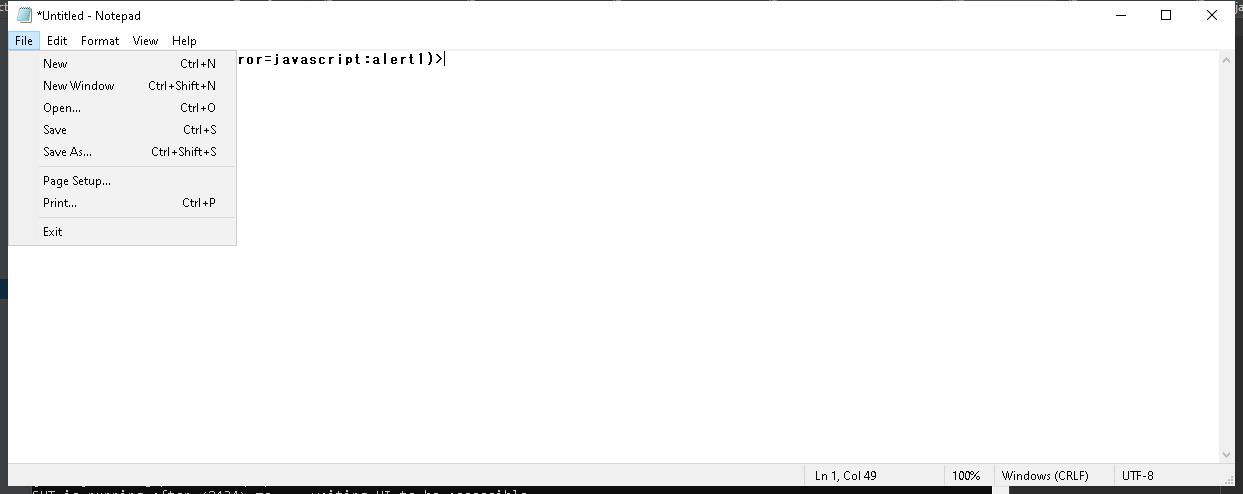 *Untitled - Notepad
File Edit Format View Help
ror=javascript:alert1)>
New Ctrl+N
New Window Ctrl+Shift+N
Open... Ctrl+O
Save Ctrl+S
Save As... Ctrl+Shift+S
Page Setup...
Print... Ctrl+P
Exit
Ln 1, Col 49 100% Windows (CRLF) UTF-8